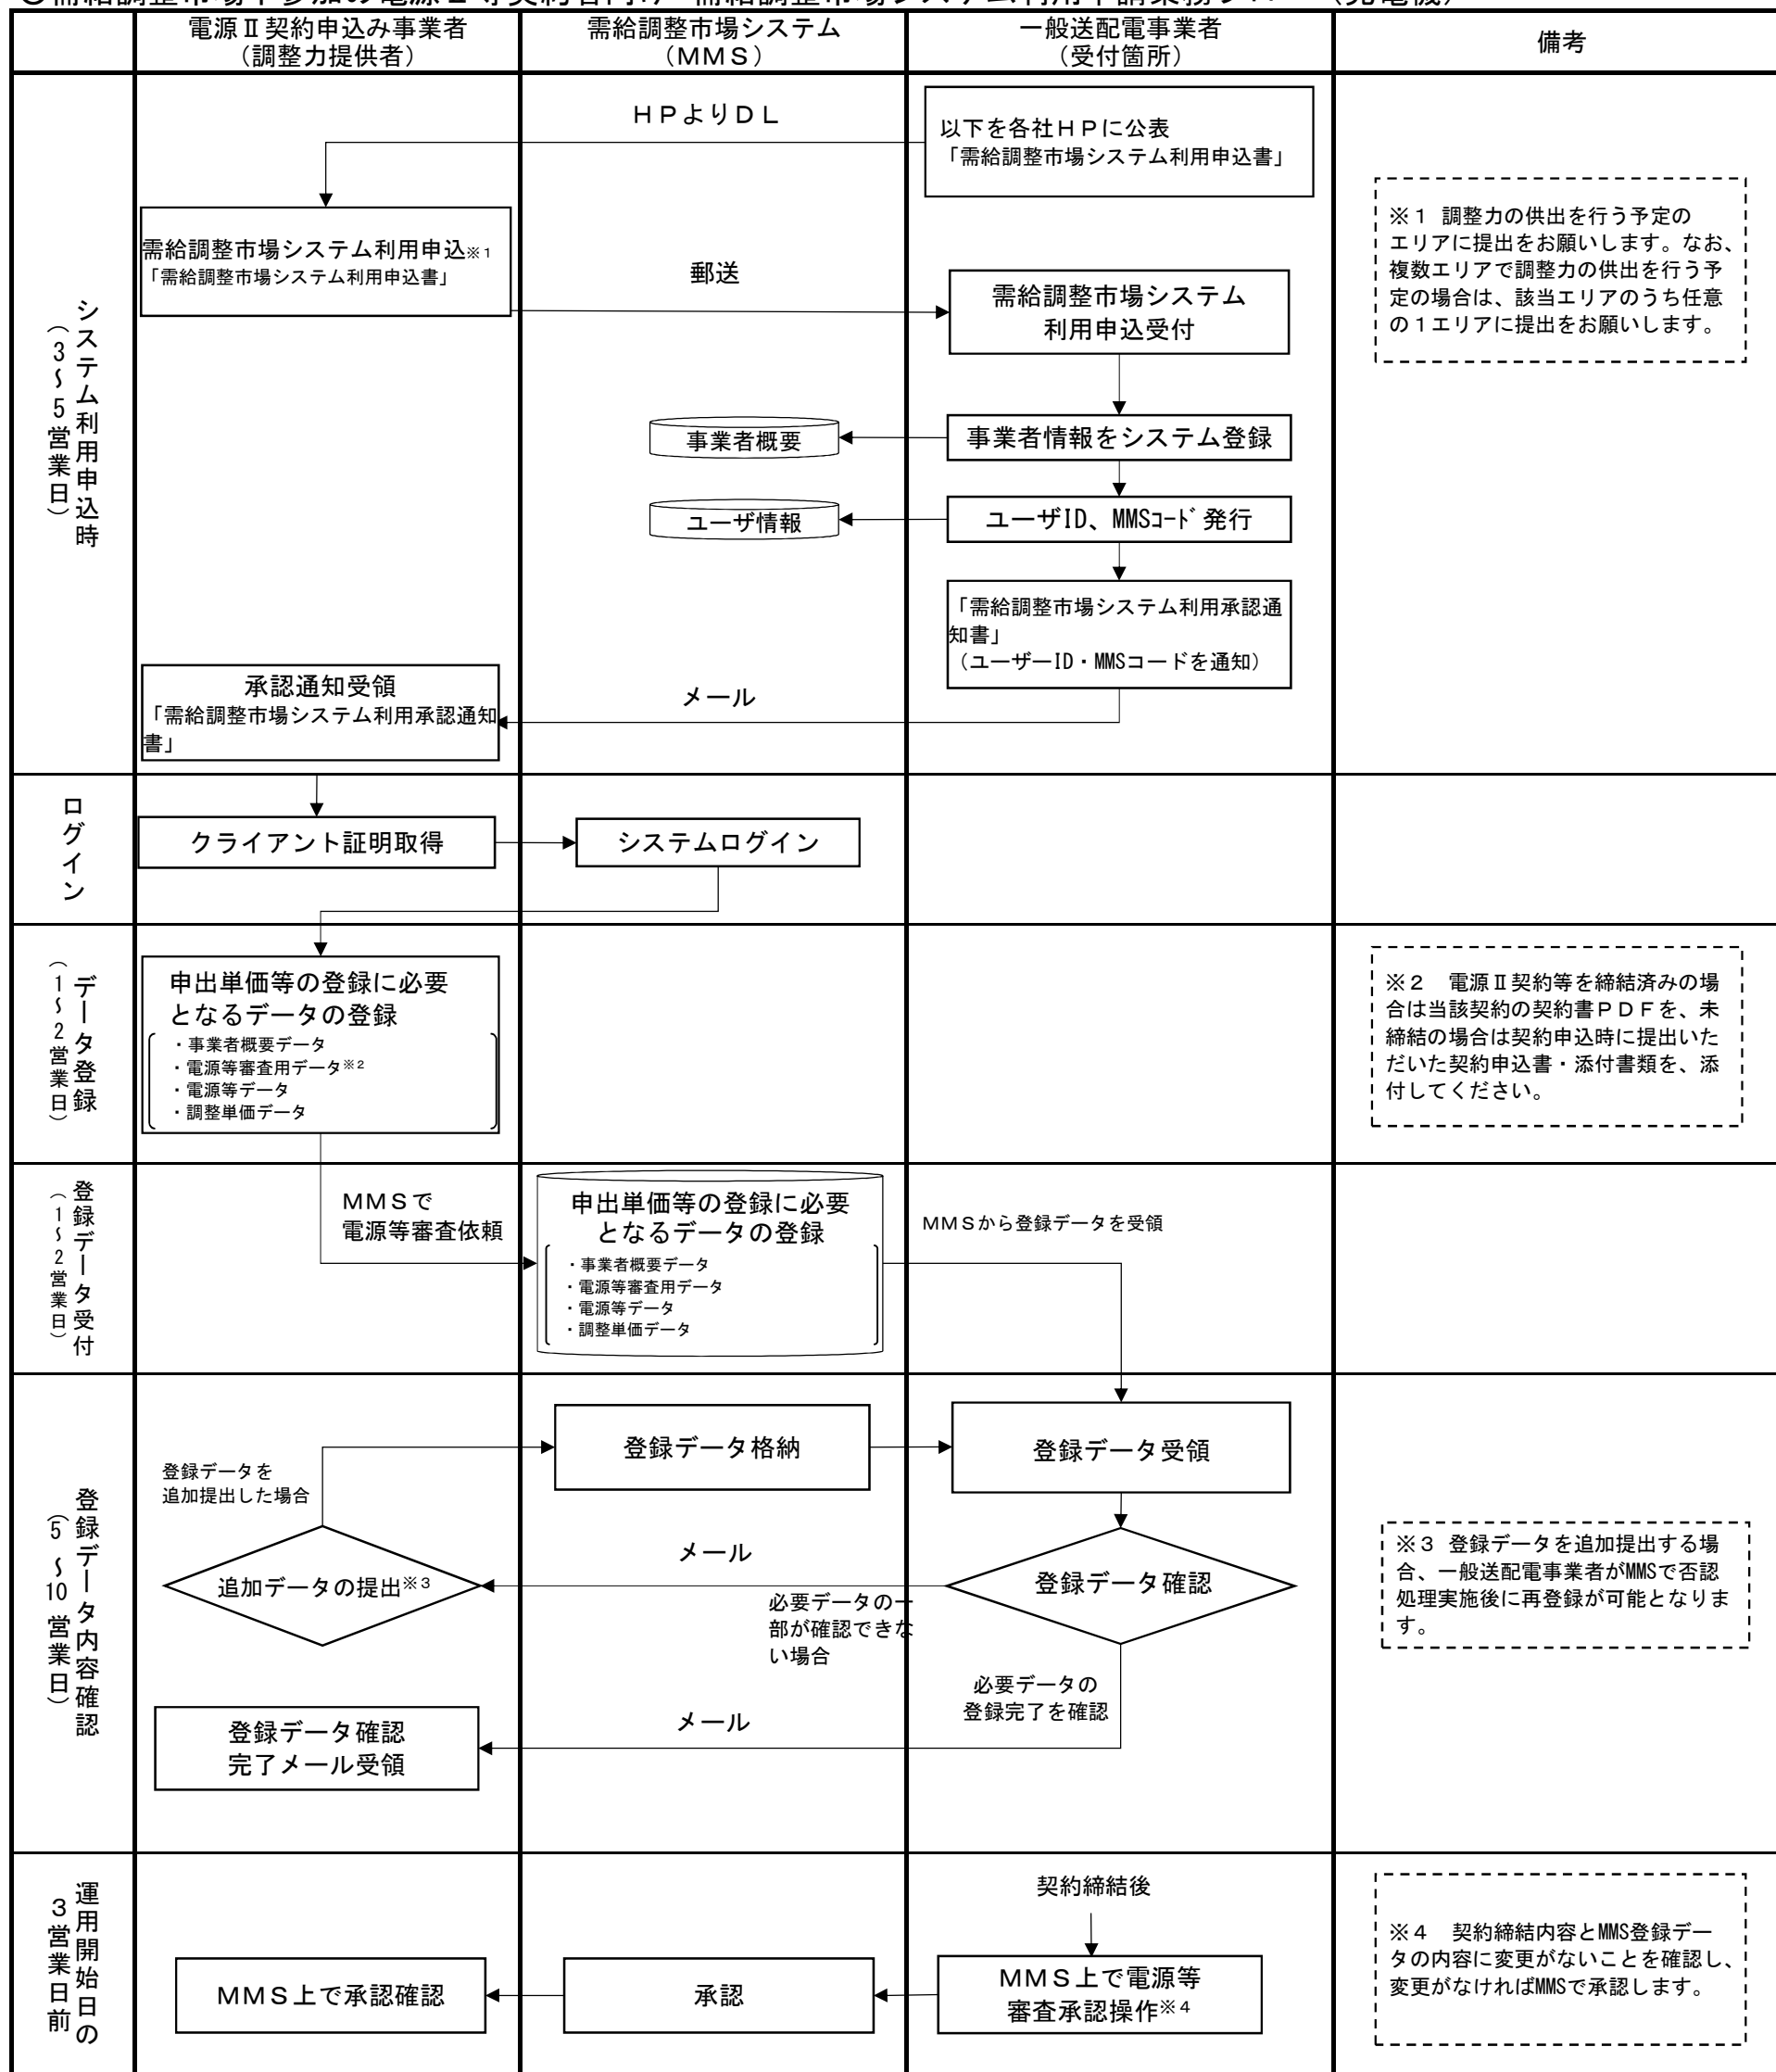 電源Ⅱ契約申込み事業者
（調整力提供者）
需給調整市場システム
（ＭＭＳ）
一般送配電事業者
（受付箇所）
備考
システム利用申込時
（３～５営業日）
ＨＰよりＤＬ
以下を各社ＨＰに公表
「需給調整市場システム利用申込書」
需給調整市場システム利用申込※１
「需給調整市場システム利用申込書」
郵送
需給調整市場システム
利用申込受付
※１ 調整力の供出を行う予定の
エリアに提出をお願いします。なお、
複数エリアで調整力の供出を行う予
定の場合は、該当エリアのうち任意
の１エリアに提出をお願いします。
事業者概要
事業者情報をシステム登録
ユーザ情報
ユーザID、MMSｺｰﾄﾞ発行
「需給調整市場システム利用承認通
知書」
（ユーザーID・MMSコードを通知）
メール
承認通知受領
「需給調整市場システム利用承認通知
書」
ログイン
クライアント証明取得
システムログイン
データ登録
（１～２営業日）
申出単価等の登録に必要
となるデータの登録
・事業者概要データ
・電源等審査用データ※２
・電源等データ
・調整単価データ
※２　電源Ⅱ契約等を締結済みの場
合は当該契約の契約書ＰＤＦを、未
締結の場合は契約申込時に提出いた
だいた契約申込書・添付書類を、添
付してください。
登録データ受付
（１～２営業日）
ＭＭＳで
電源等審査依頼
申出単価等の登録に必要
となるデータの登録
・事業者概要データ
・電源等審査用データ
・電源等データ
・調整単価データ
ＭＭＳから登録データを受領
登録データ内容確認
（５～10営業日）
登録データを
追加提出した場合
登録データ格納
登録データ受領
追加データの提出※３
メール
必要データの一
部が確認できな
い場合
登録データ確認
※３ 登録データを追加提出する場
合、一般送配電事業者がMMSで否認
処理実施後に再登録が可能となりま
す。
必要データの
登録完了を確認
メール
登録データ確認
完了メール受領
運用開始日の
３営業日前
契約締結後
ＭＭＳ上で承認確認
承認
ＭＭＳ上で電源等
審査承認操作※４
※４　契約締結内容とMMS登録デー
タの内容に変更がないことを確認し、
変更がなければMMSで承認します。